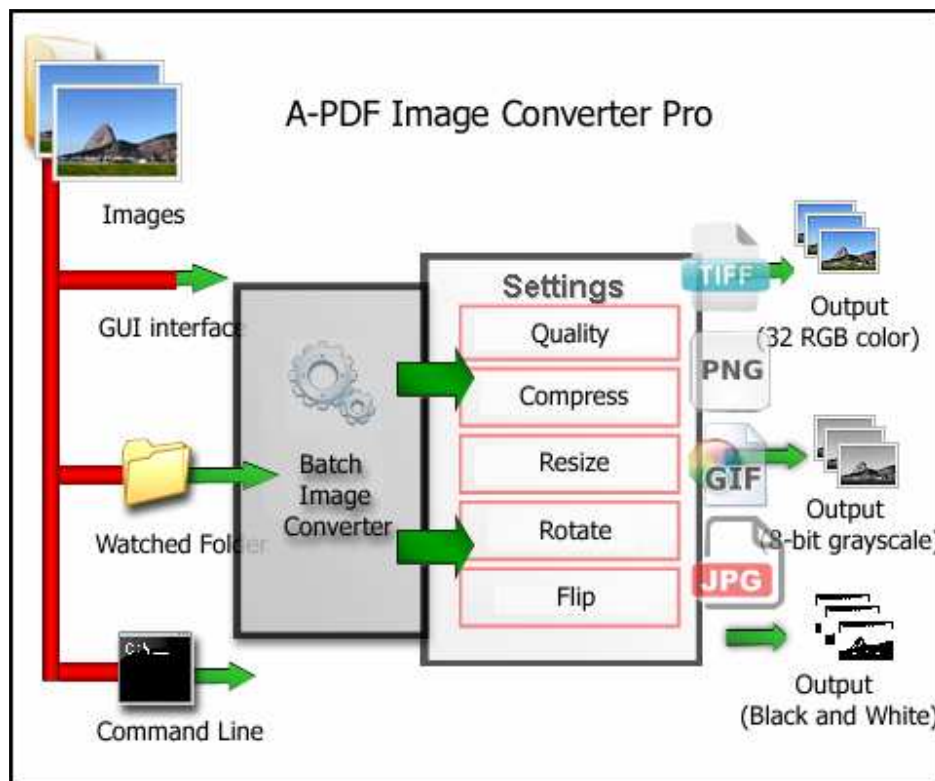 A-PDF Image Converter Pro
Images
GUI interface
Watched Folder
C:\_
Command Line
Batch
Image
Converter
Settings
Quality
Compress
Resize
Rotate
Flip
TIFF
PNG
GIF
JPG
Output
(32 RGB color)
Output
(8-bit grayscale)
Output
(Black and White)